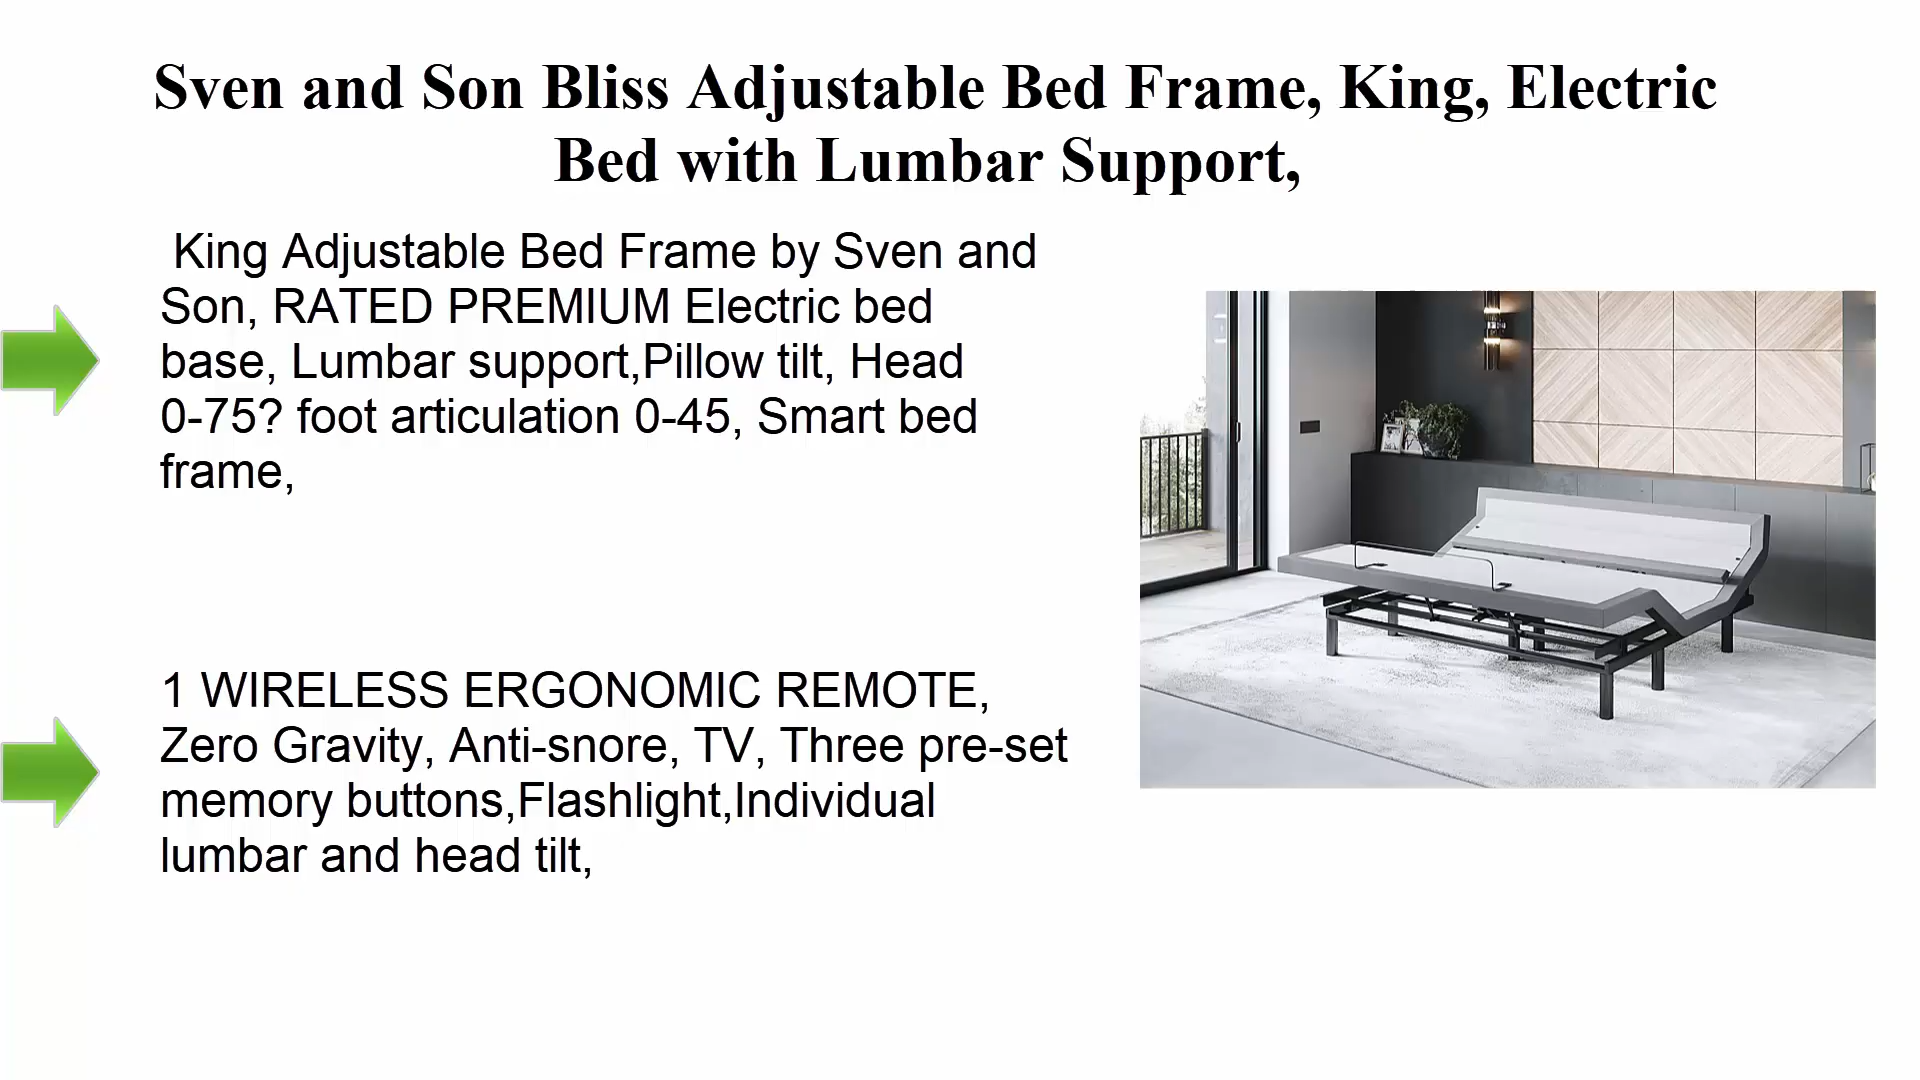 Sven and Son Bliss Adjustable Bed Frame, King, Electric
Bed with Lumbar Support,
King Adjustable Bed Frame by Sven and
Son, RATED PREMIUM Electric bed
base, Lumbar support,Pillow tilt, Head
0-75? foot articulation 0-45, Smart bed
frame,
1 WIRELESS ERGONOMIC REMOTE,
Zero Gravity, Anti-snore, TV, Three pre-set
memory buttons,Flashlight,Individual
lumbar and head tilt,